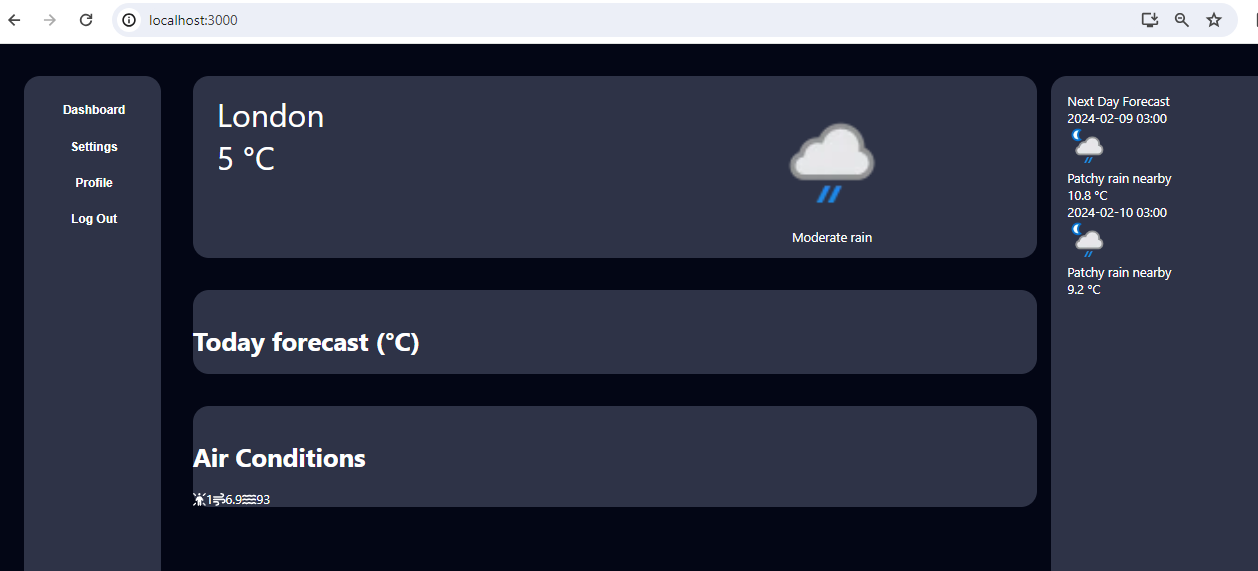 localhost:3000
Dashboard
Settings
Profile
Log Out
London
5 °C
Moderate rain
Today forecast (°C)
Air Conditions
1 6.9 93
Next Day Forecast
2024-02-09 03:00
Patchy rain nearby
10.8 °C
2024-02-10 03:00
Patchy rain nearby
9.2 °C